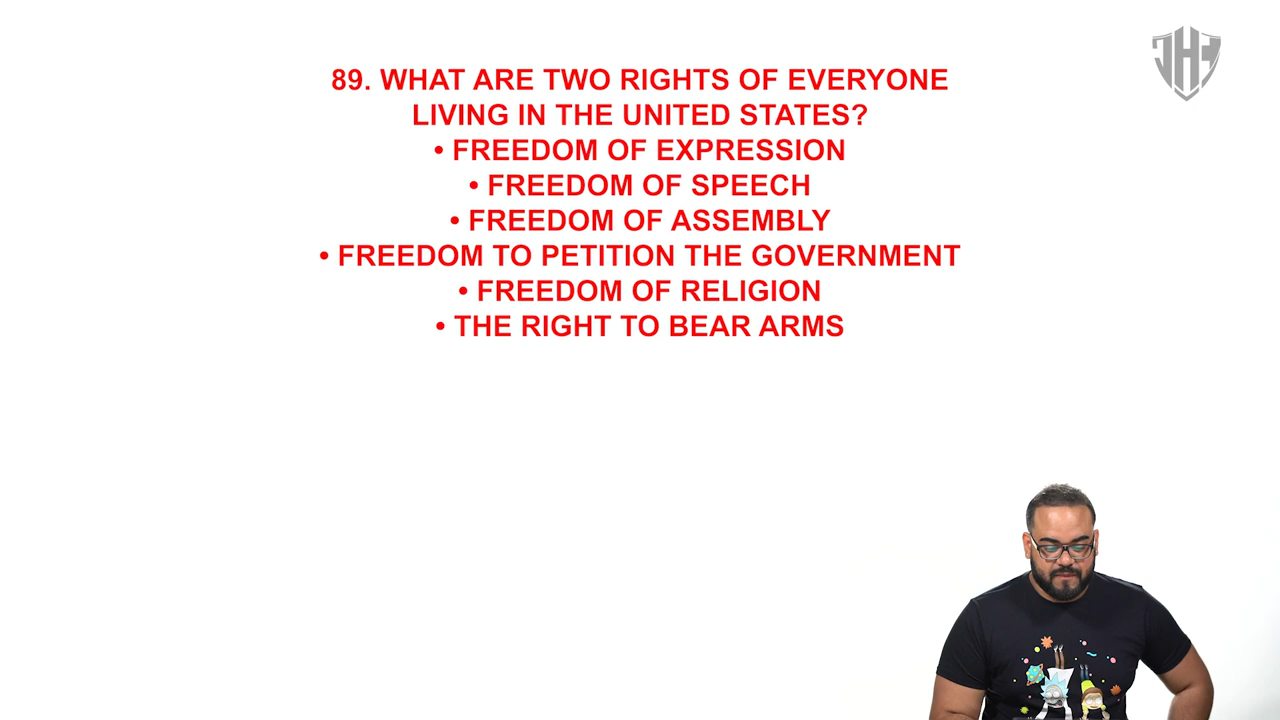 JHF
89. WHAT ARE TWO RIGHTS OF EVERYONE
LIVING IN THE UNITED STATES?
• FREEDOM OF EXPRESSION
• FREEDOM OF SPEECH
• FREEDOM OF ASSEMBLY
• FREEDOM TO PETITION THE GOVERNMENT
• FREEDOM OF RELIGION
• THE RIGHT TO BEAR ARMS